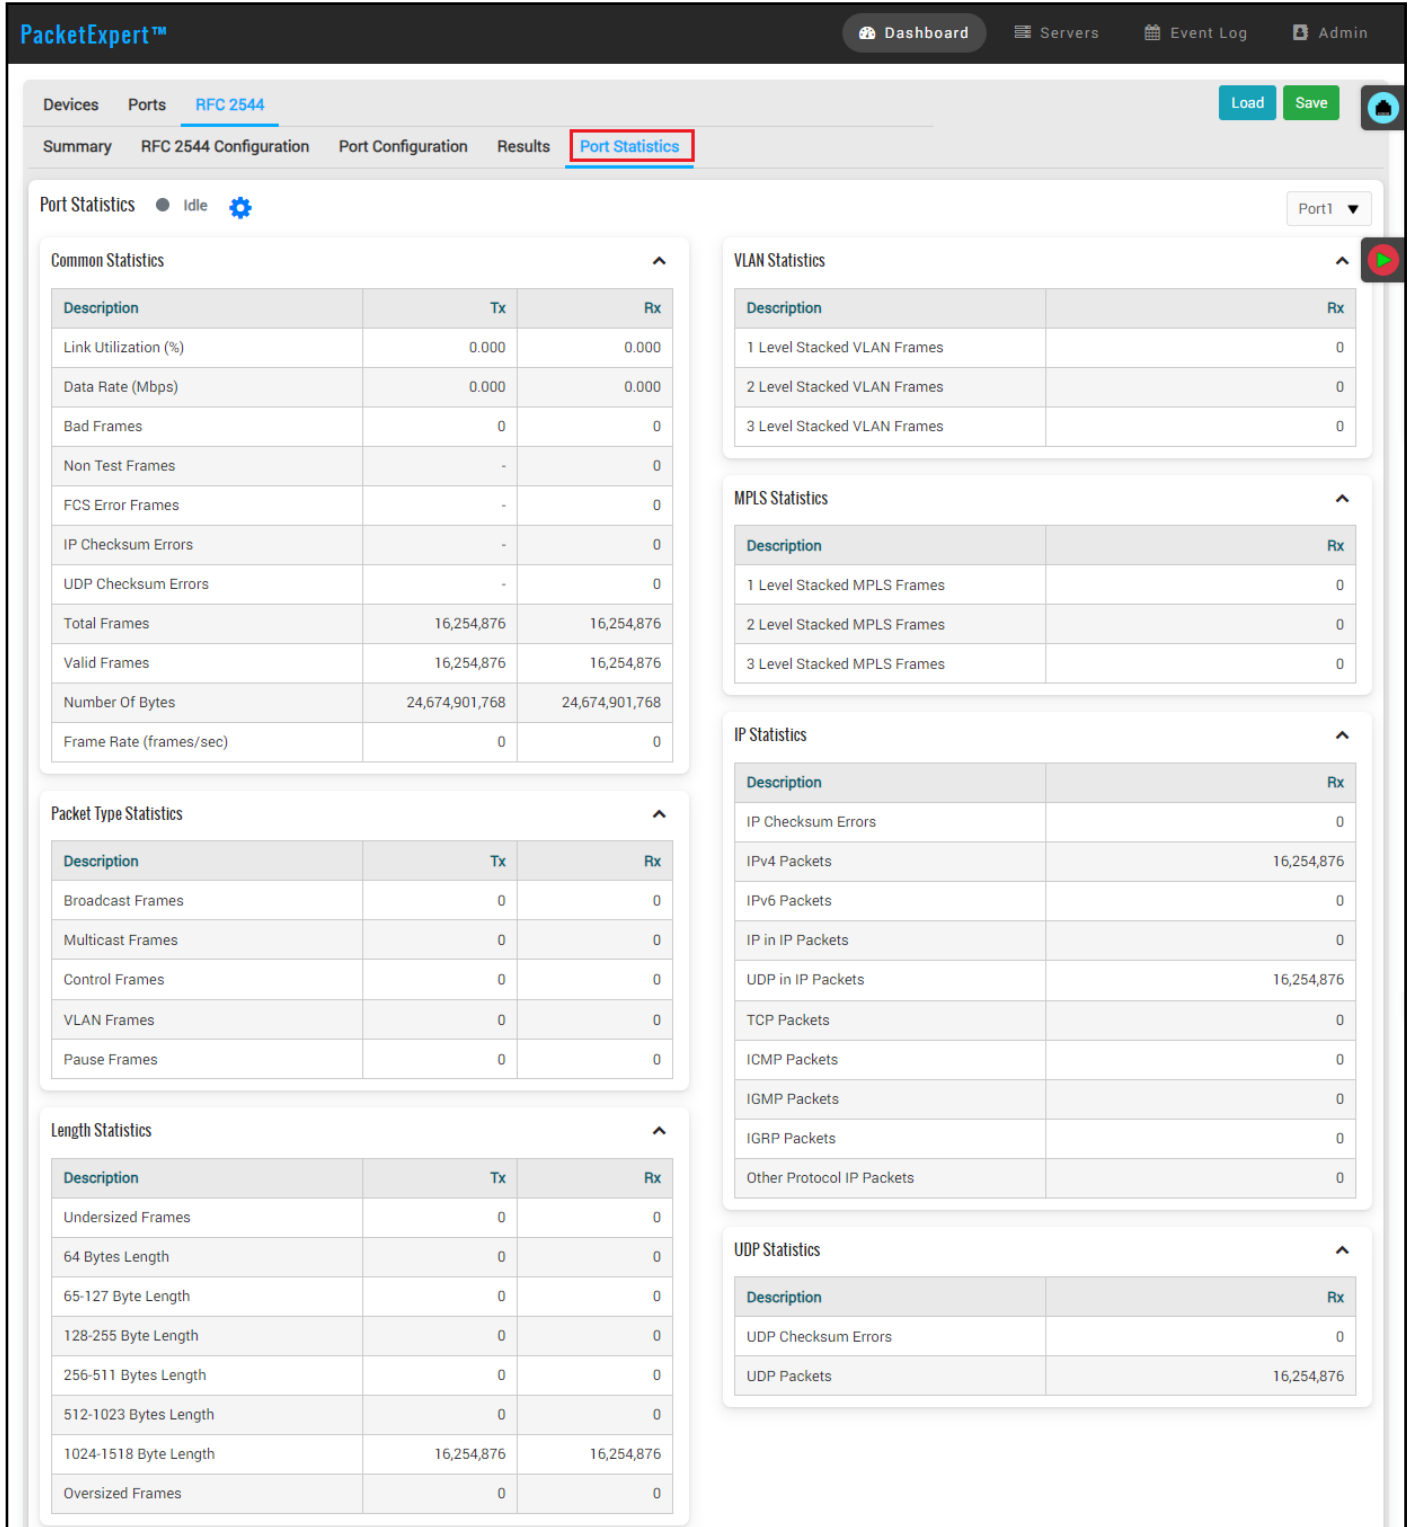 PacketExpert™
Dashboard
Servers
Event Log
Admin
Devices
Ports
RFC 2544
Load
Save
Summary
RFC 2544 Configuration
Port Configuration
Results
Port Statistics
Port Statistics
Idle
Port1
Common Statistics
Description Tx Rx
Link Utilization (%) 0.000 0.000
Data Rate (Mbps) 0.000 0.000
Bad Frames 0 0
Non Test Frames - 0
FCS Error Frames - 0
IP Checksum Errors - 0
UDP Checksum Errors - 0
Total Frames 16,254,876 16,254,876
Valid Frames 16,254,876 16,254,876
Number Of Bytes 24,674,901,768 24,674,901,768
Frame Rate (frames/sec) 0 0
Packet Type Statistics
Description Tx Rx
Broadcast Frames 0 0
Multicast Frames 0 0
Control Frames 0 0
VLAN Frames 0 0
Pause Frames 0 0
Length Statistics
Description Tx Rx
Undersized Frames 0 0
64 Bytes Length 0 0
65-127 Byte Length 0 0
128-255 Byte Length 0 0
256-511 Bytes Length 0 0
512-1023 Bytes Length 0 0
1024-1518 Byte Length 16,254,876 16,254,876
Oversized Frames 0 0
VLAN Statistics
Description Rx
1 Level Stacked VLAN Frames 0
2 Level Stacked VLAN Frames 0
3 Level Stacked VLAN Frames 0
MPLS Statistics
Description Rx
1 Level Stacked MPLS Frames 0
2 Level Stacked MPLS Frames 0
3 Level Stacked MPLS Frames 0
IP Statistics
Description Rx
IP Checksum Errors 0
IPv4 Packets 16,254,876
IPv6 Packets 0
IP in IP Packets 0
UDP in IP Packets 16,254,876
TCP Packets 0
ICMP Packets 0
IGMP Packets 0
IGRP Packets 0
Other Protocol IP Packets 0
UDP Statistics
Description Rx
UDP Checksum Errors 0
UDP Packets 16,254,876